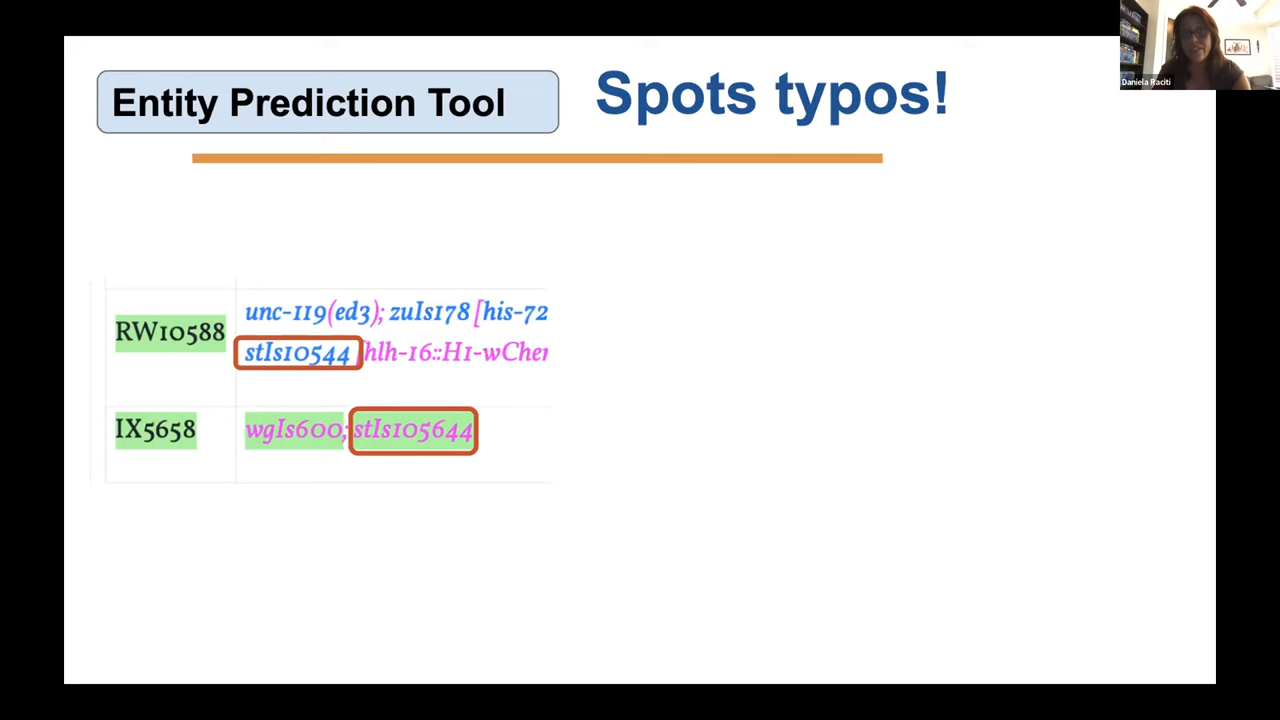 Entity Prediction Tool
Spots typos!
Daniela Raciti
RW10588
unc-119(ed3); zuIs178 [his-72
stIs10544 [hlh-16::H1-wCher
IX5658
wgIs600; stIs105644